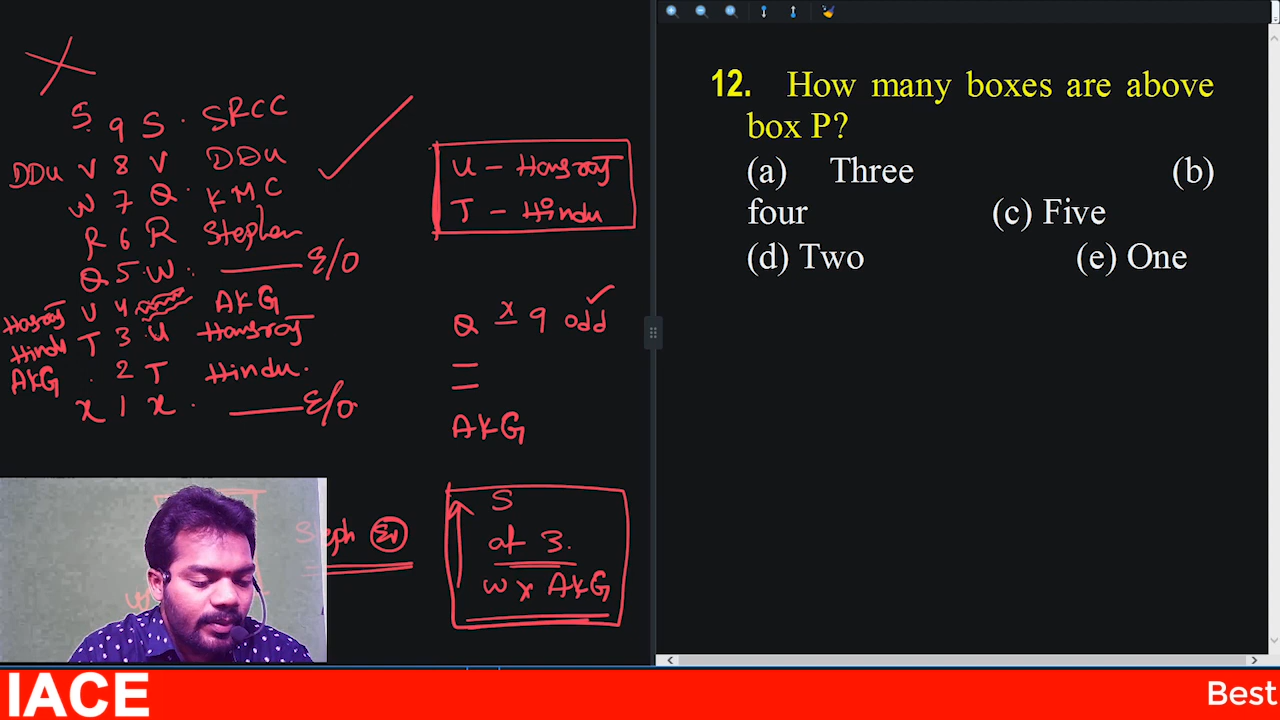 S 9 S · SRCC
DDU V 8 V DDU
W 7 Q · KMC
R 6 R Stephen
Q 5 · W · E/O
Hansraj U 4 AKG
Hindu T 3 · U Hansraj
AKG · 2 T Hindu.
X 1 X · E/O
U - Hansraj
T - Hindu
Q x 9 odd
AKG
S
at 3.
W x AKG
12. How many boxes are above
box P?
(a) Three (b)
four (c) Five
(d) Two (e) One
IACE
Best